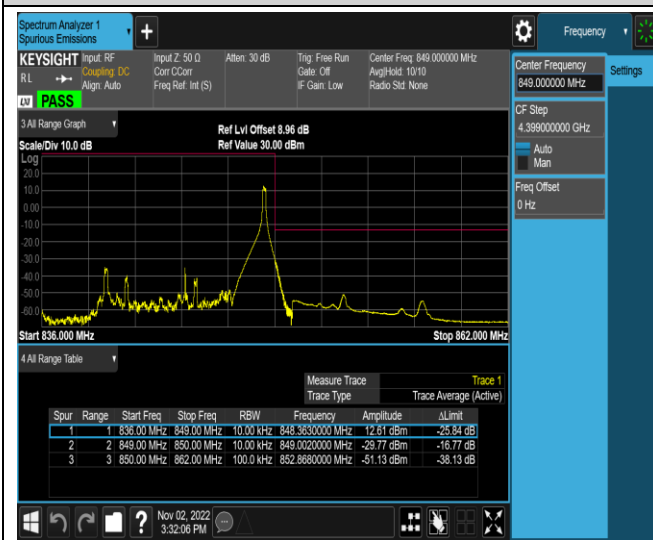 Spectrum Analyzer 1
Spurious Emissions
+
Frequency
KEYSIGHT
RL
LXI PASS
Input: RF
Coupling: DC
Align: Auto
Input Z: 50 Ω
Corr CCorr
Freq Ref: Int (S)
Atten: 30 dB
Trig: Free Run
Gate: Off
IF Gain: Low
Center Freq: 849.000000 MHz
Avg|Hold: 10/10
Radio Std: None
Center Frequency
849.000000 MHz
Settings
CF Step
4.399000000 GHz
Auto
Man
Freq Offset
0 Hz
3 All Range Graph
Scale/Div 10.0 dB
Ref Lvl Offset 8.96 dB
Ref Value 30.00 dBm
Log
20.0
10.0
0.00
-10.0
-20.0
-30.0
-40.0
-50.0
-60.0
Start 836.000 MHz
Stop 862.000 MHz
4 All Range Table
Measure Trace Trace 1
Trace Type Trace Average (Active)
Spur Range Start Freq Stop Freq RBW Frequency Amplitude ΔLimit
1 1 836.00 MHz 849.00 MHz 10.00 kHz 848.3630000 MHz 12.61 dBm -25.84 dB
2 2 849.00 MHz 850.00 MHz 10.00 kHz 849.0020000 MHz -29.77 dBm -16.77 dB
3 3 850.00 MHz 862.00 MHz 100.0 kHz 852.8680000 MHz -51.13 dBm -38.13 dB
?
Nov 02, 2022
3:32:06 PM